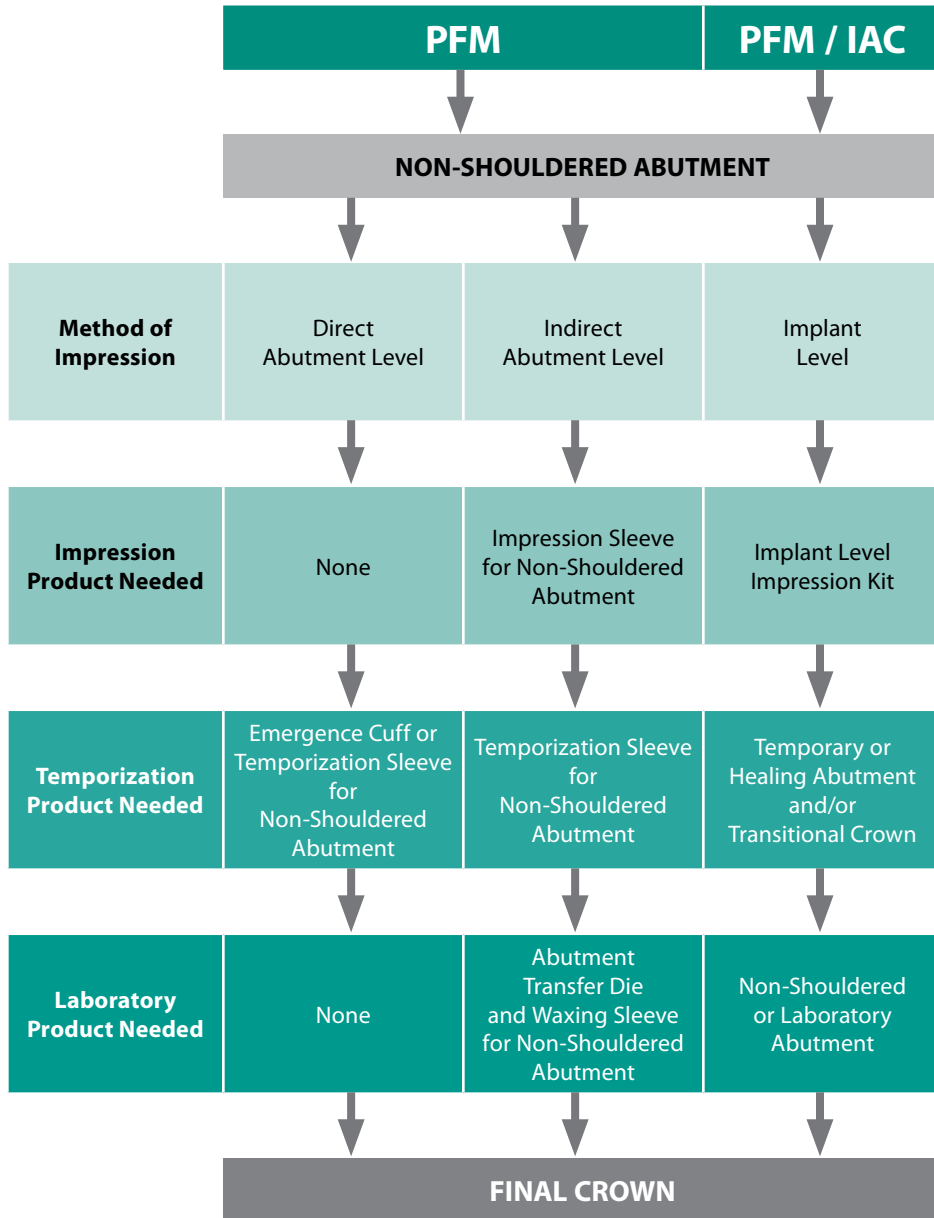 PFM
PFM / IAC
NON-SHOULDERED ABUTMENT
Method of
Impression
Direct
Abutment Level
Indirect
Abutment Level
Implant
Level
Impression
Product Needed
None
Impression Sleeve
for Non-Shouldered
Abutment
Implant Level
Impression Kit
Temporization
Product Needed
Emergence Cuff or
Temporization Sleeve
for
Non-Shouldered
Abutment
Temporization Sleeve
for
Non-Shouldered
Abutment
Temporary or
Healing Abutment
and/or
Transitional Crown
Laboratory
Product Needed
None
Abutment
Transfer Die
and Waxing Sleeve
for Non-Shouldered
Abutment
Non-Shouldered
or Laboratory
Abutment
FINAL CROWN